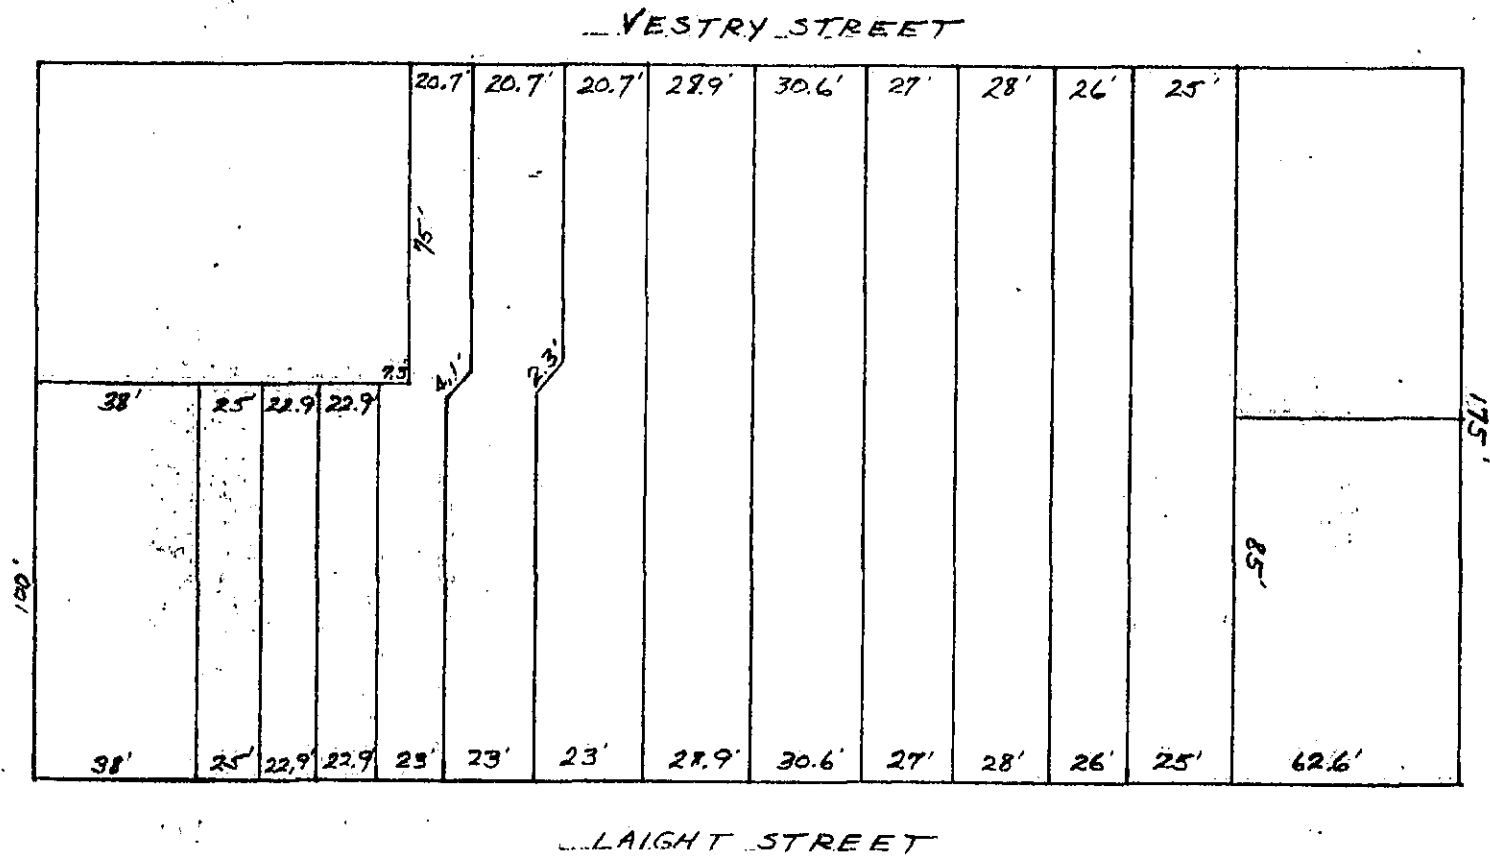 VESTRY STREET
20.7' 20.7' 20.7' 28.9' 30.6' 27' 28' 26' 25'
75'
7.3 4.1' 2.3'
38' 25' 22.9 22.9'
175'
100'
85'
38' 25' 22,9' 22.9 23' 23' 23' 28.9' 30.6' 27' 28' 26' 25' 62.6'
LAIGHT STREET